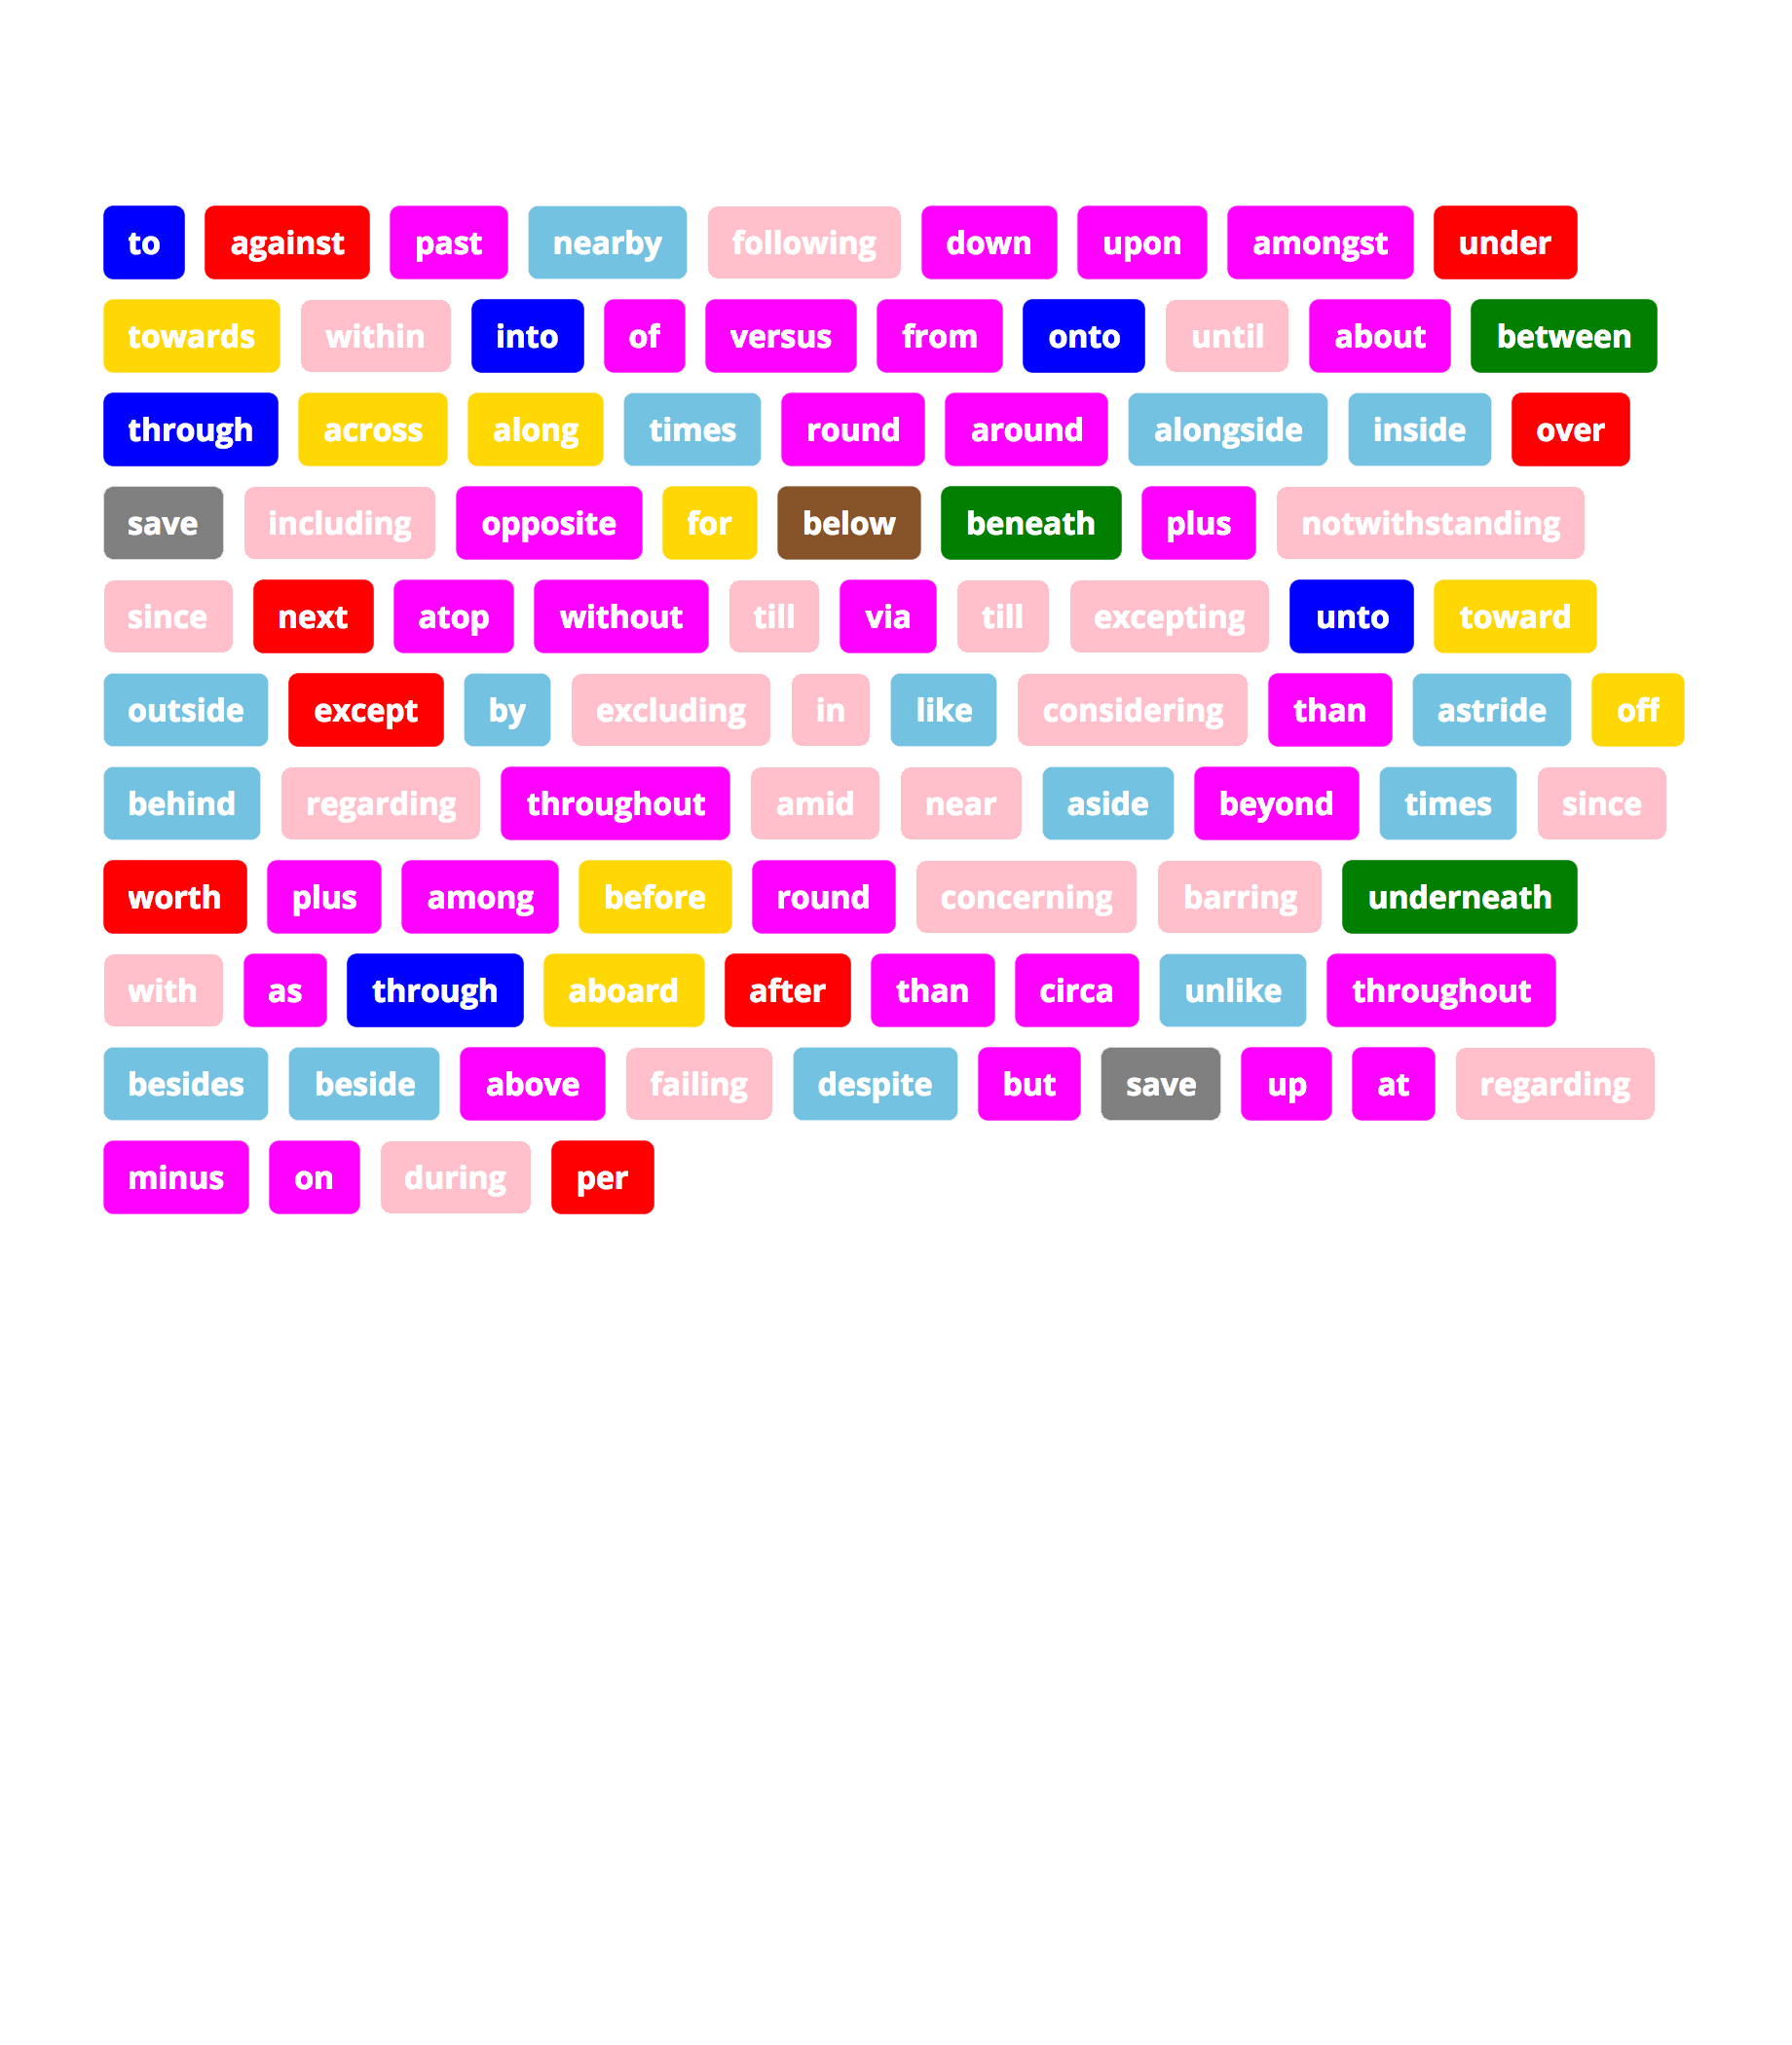 to against past nearby following down upon amongst under
towards within into of versus from onto until about between
through across along times round around alongside inside over
save including opposite for below beneath plus notwithstanding
since next atop without till via till excepting unto toward
outside except by excluding in like considering than astride off
behind regarding throughout amid near aside beyond times since
worth plus among before round concerning barring underneath
with as through aboard after than circa unlike throughout
besides beside above failing despite but save up at regarding
minus on during per